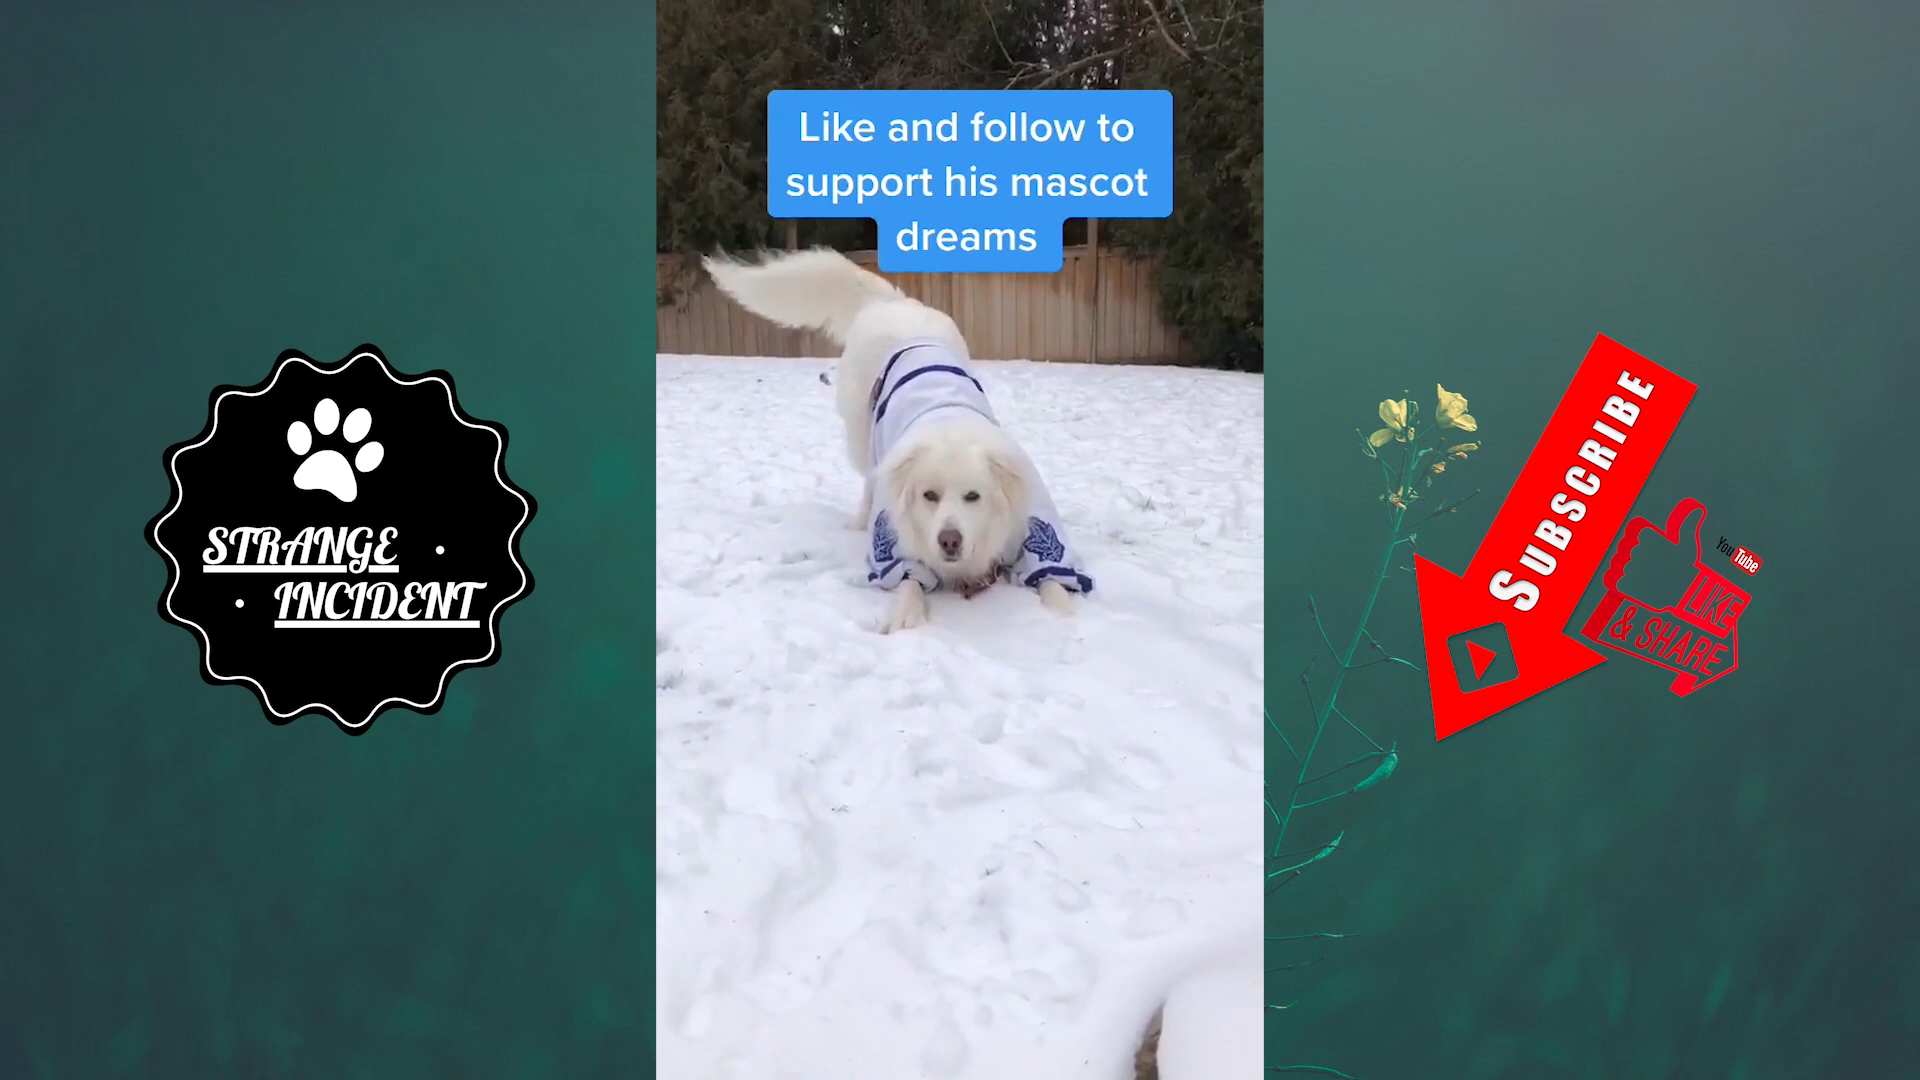 Like and follow to
support his mascot
dreams
STRANGE
INCIDENT
SUBSCRIBE
You Tube
LIKE
& SHARE